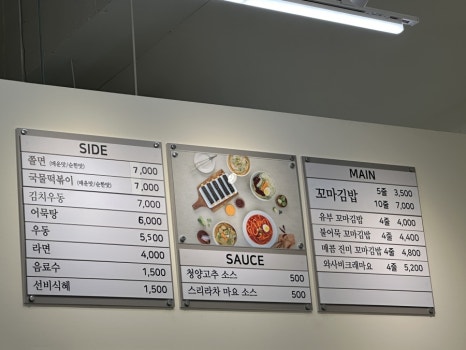 SIDE
쫄면 (매운맛/순한맛) 7,000
국물떡볶이 (매운맛/순한맛) 7,000
김치우동 7,000
어묵탕 6,000
우동 5,500
라면 4,000
음료수 1,500
선비식혜 1,500
SAUCE
청양고추 소스 500
스리라차 마요 소스 500
MAIN
꼬마김밥 5줄 3,500
10줄 7,000
유부 꼬마김밥 4줄 4,000
불어묵 꼬마김밥 4줄 4,400
매콤 진미 꼬마김밥 4줄 4,800
와사비크래마요 4줄 5,200